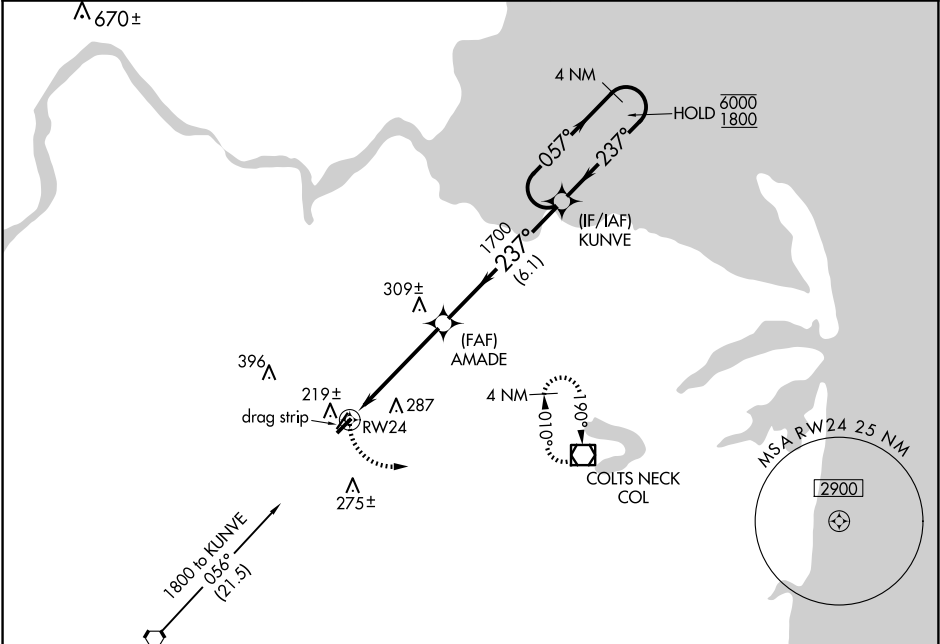 670±
4 NM
HOLD 6000
1800
057°
237°
(IF/IAF)
KUNVE
1700
237°
(6.1)
309±
(FAF)
AMADE
396
219±
287
drag strip
RW24
4 NM
010°
190°
COLTS NECK
COL
275±
MSA RW24 25 NM
2900
1800 to KUNVE
056°
(21.5)